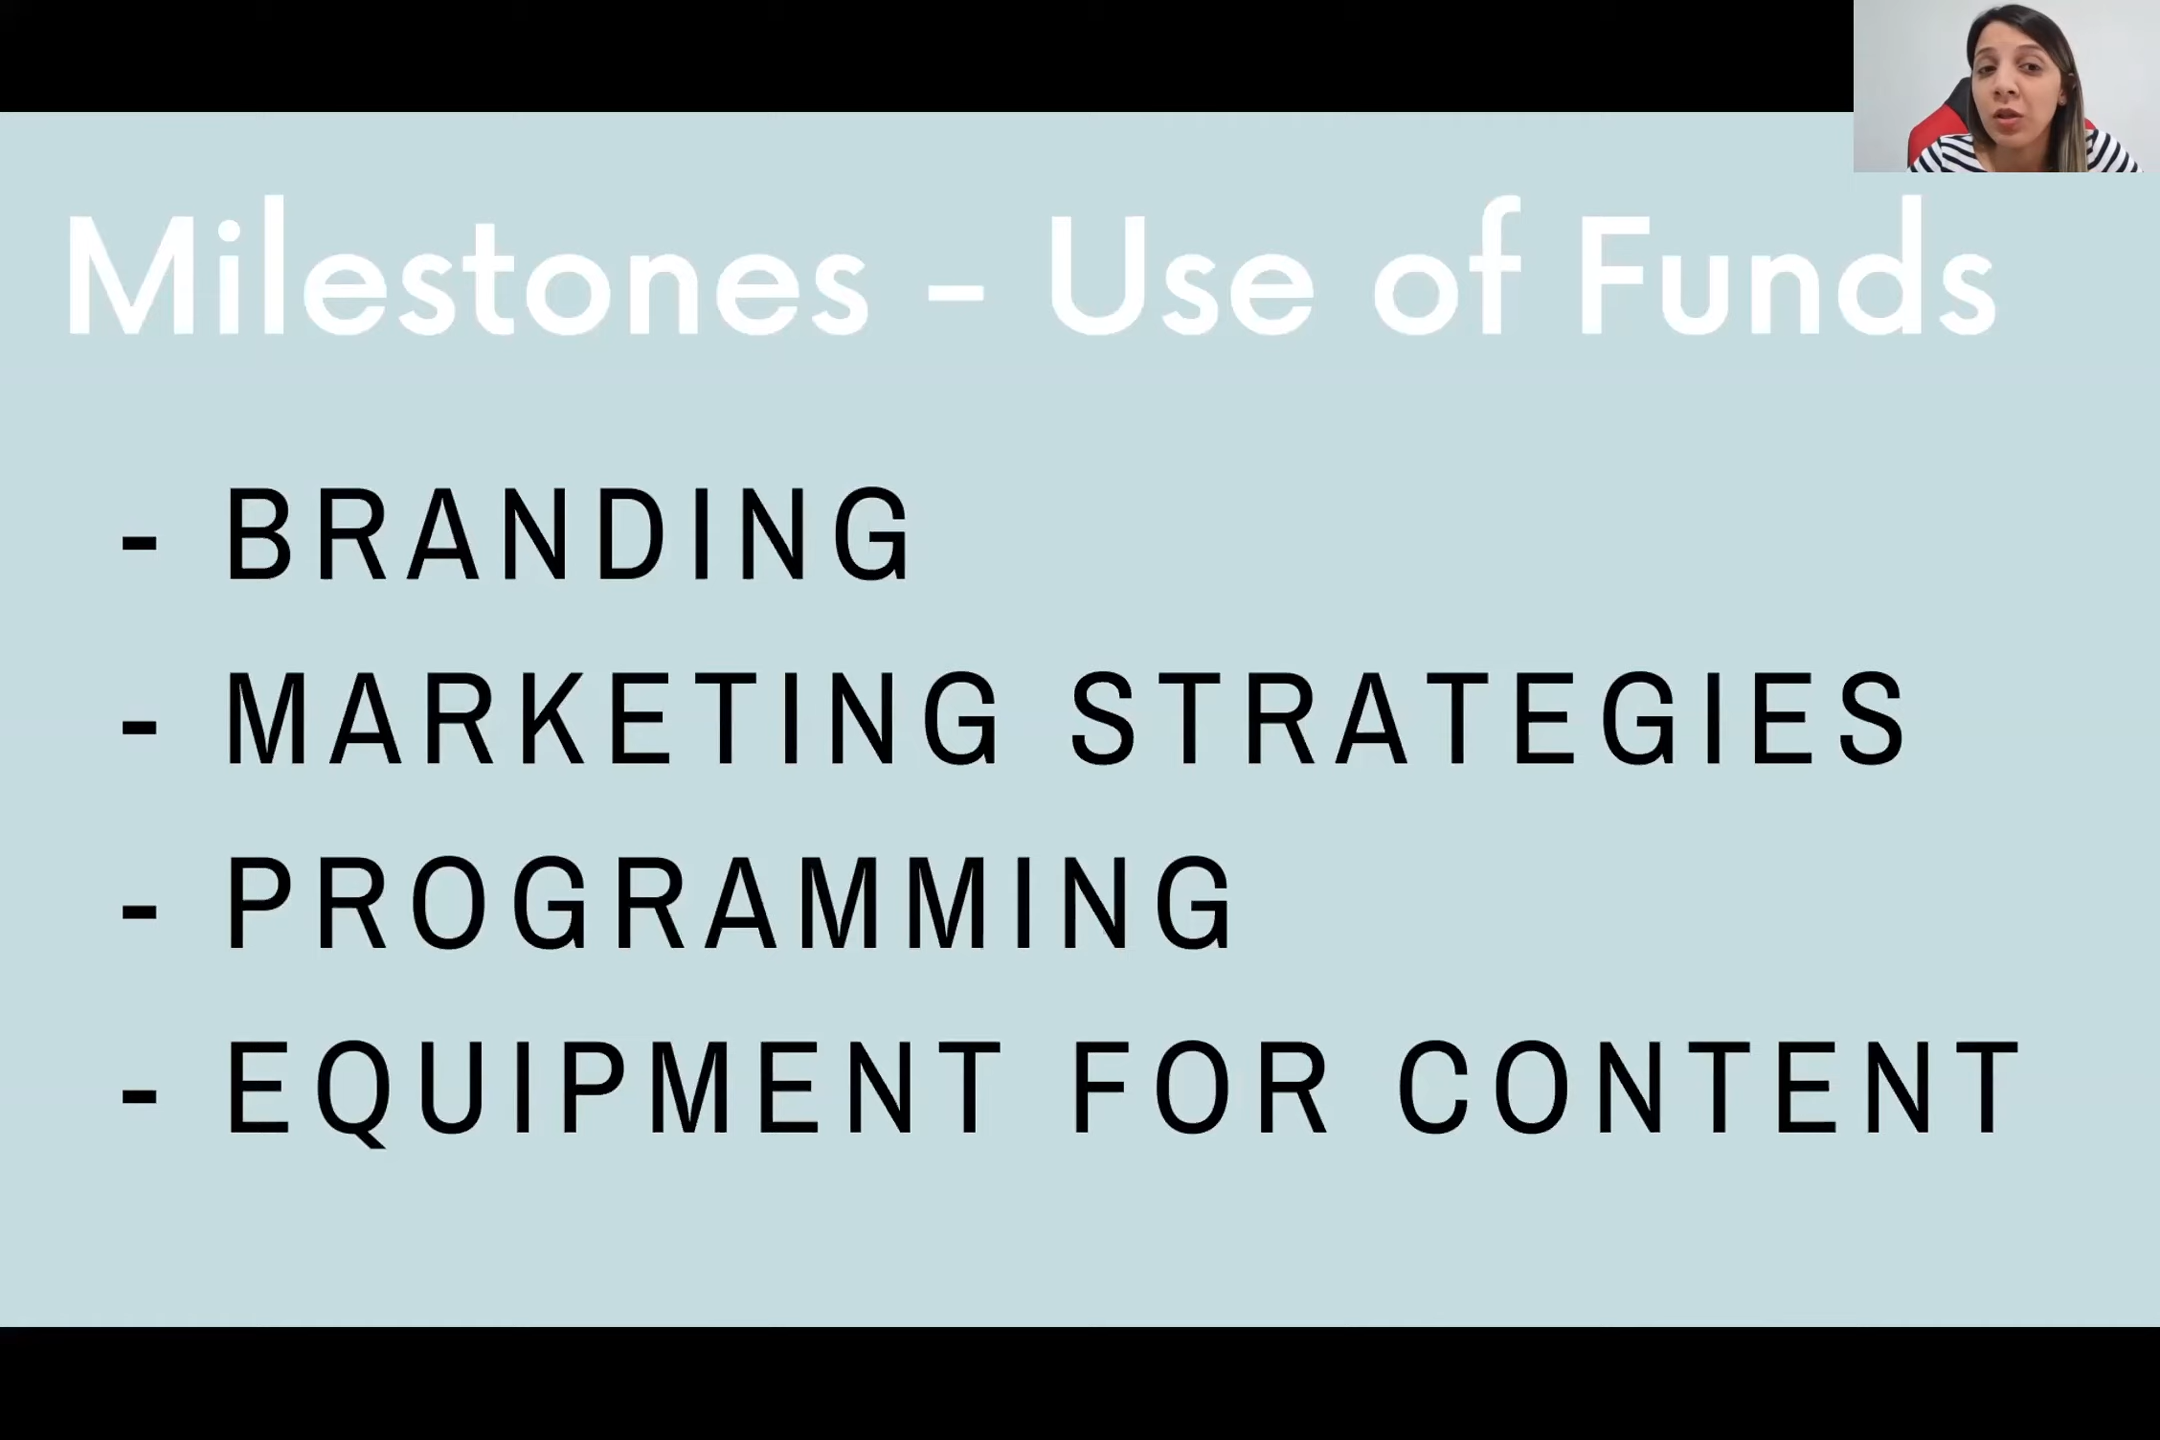 Milestones - Use of Funds
- BRANDING
- MARKETING STRATEGIES
- PROGRAMMING
- EQUIPMENT FOR CONTENT